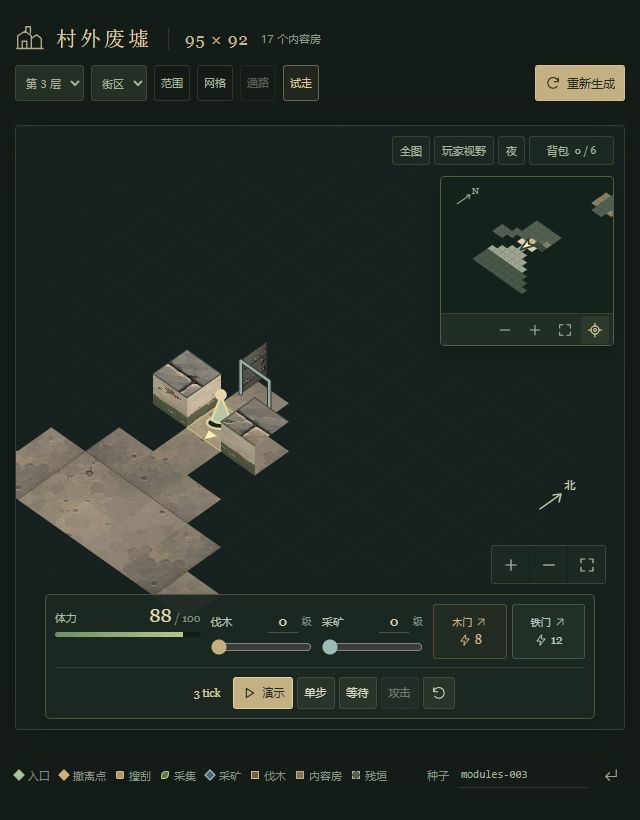 村外废墟 95 × 92 17 个内容房
第 3 层 街区 范围 网格 通路 试走 重新生成
全图 玩家视野 夜 背包 0 / 6
N
北
体力 88 / 100 伐木 0 级 采矿 0 级 木门 8 铁门 12
3 tick 演示 单步 等待 攻击
入口 撤离点 搜刮 采集 采矿 伐木 内容房 残垣 种子 modules-003